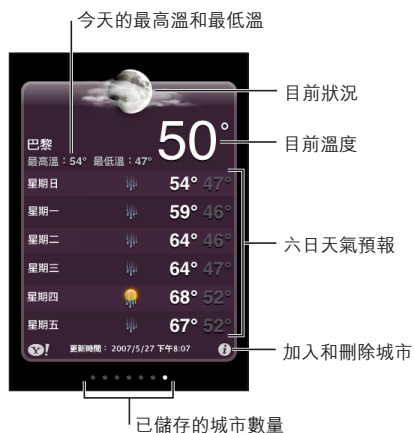 今天的最高溫和最低溫
目前狀況
巴黎
50°
目前溫度
最高溫：54° 最低溫：47°
星期日 54° 47°
星期一 59° 46°
星期二 64° 46°
六日天氣預報
星期三 64° 47°
星期四 68° 52°
星期五 67° 52°
Y! 更新時間： 2007/5/27 下午8:07 i
加入和刪除城市
已儲存的城市數量